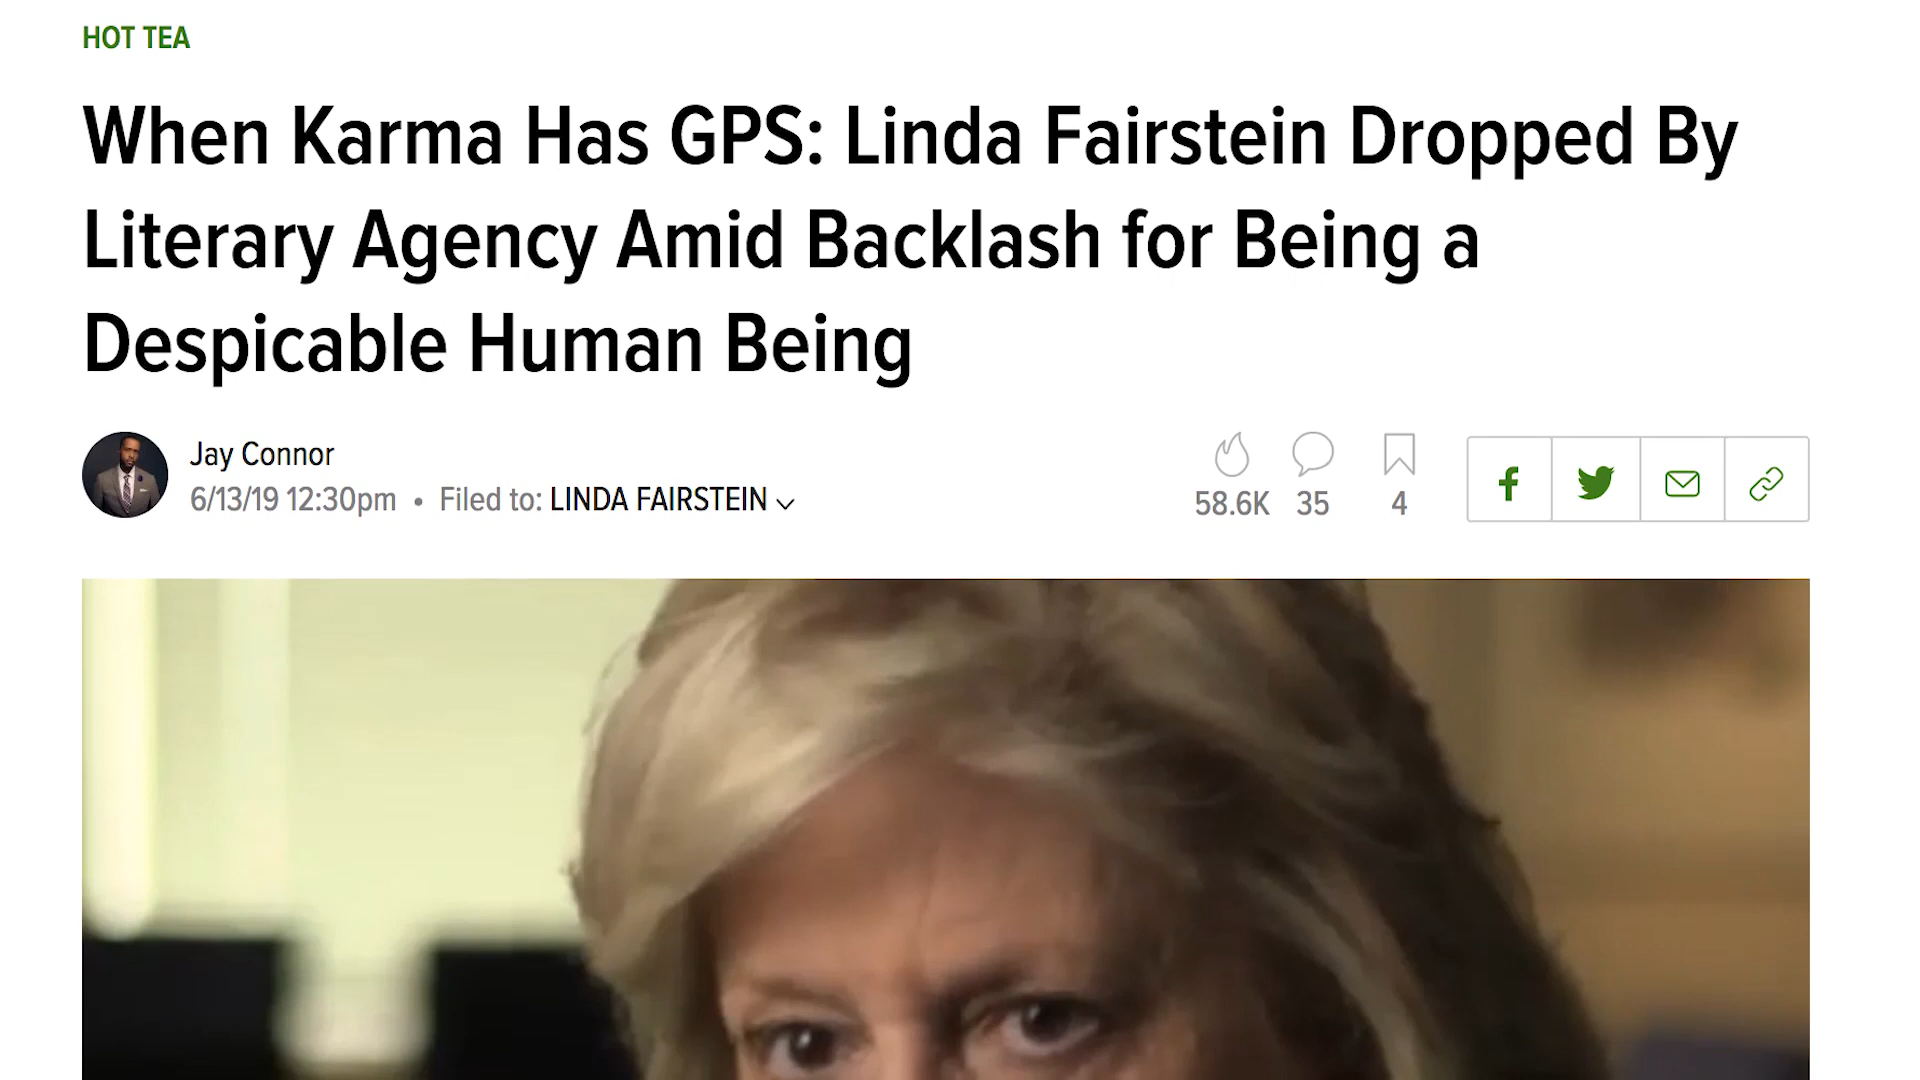 HOT TEA
When Karma Has GPS: Linda Fairstein Dropped By
Literary Agency Amid Backlash for Being a
Despicable Human Being
Jay Connor
6/13/19 12:30pm • Filed to: LINDA FAIRSTEIN
58.6K 35 4